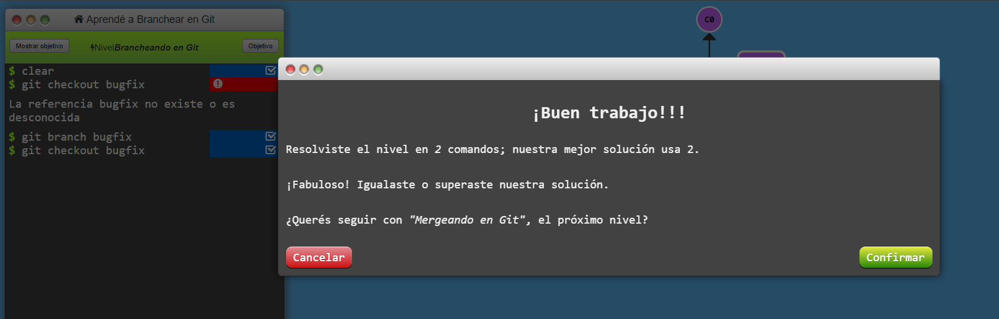 Aprendé a Branchear en Git
Mostrar objetivo
NivelBrancheando en Git
Objetivo
$ clear
$ git checkout bugfix
La referencia bugfix no existe o es
desconocida
$ git branch bugfix
$ git checkout bugfix
C0
¡Buen trabajo!!!
Resolviste el nivel en 2 comandos; nuestra mejor solución usa 2.
¡Fabuloso! Igualaste o superaste nuestra solución.
¿Querés seguir con "Mergeando en Git", el próximo nivel?
Cancelar
Confirmar